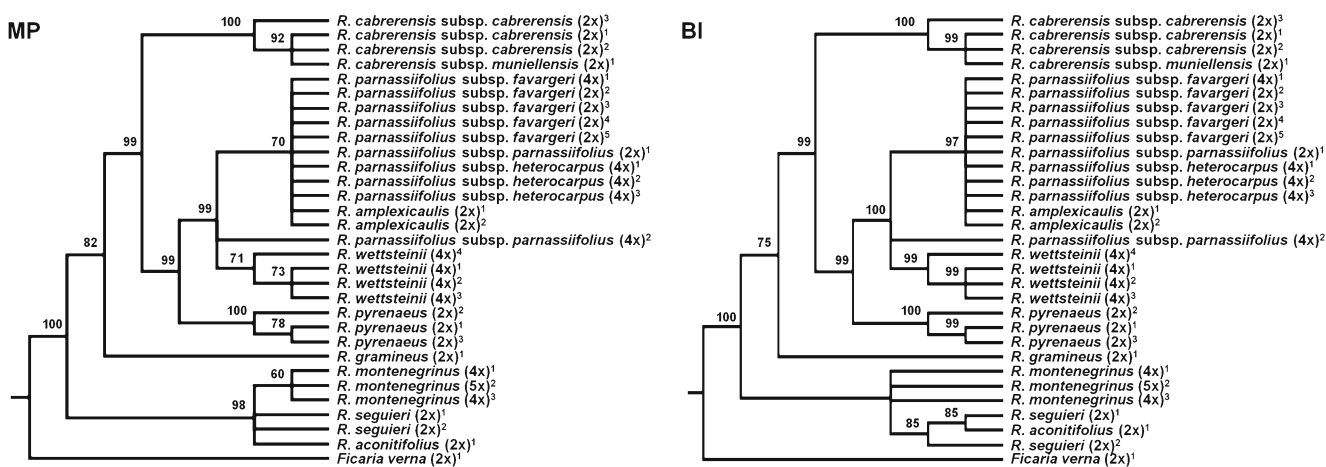 MP
100
R. cabrerensis subsp. cabrerensis (2x)³
92
R. cabrerensis subsp. cabrerensis (2x)¹
R. cabrerensis subsp. cabrerensis (2x)²
R. cabrerensis subsp. muniellensis (2x)¹
R. parnassiifolius subsp. favargeri (4x)¹
R. parnassiifolius subsp. favargeri (2x)²
R. parnassiifolius subsp. favargeri (2x)³
R. parnassiifolius subsp. favargeri (2x)⁴
99
70
R. parnassiifolius subsp. favargeri (2x)⁵
R. parnassiifolius subsp. parnassiifolius (2x)¹
R. parnassiifolius subsp. heterocarpus (4x)¹
R. parnassiifolius subsp. heterocarpus (4x)²
R. parnassiifolius subsp. heterocarpus (4x)³
99
R. amplexicaulis (2x)¹
R. amplexicaulis (2x)²
82
R. parnassiifolius subsp. parnassiifolius (4x)²
99
71
R. wettsteinii (4x)⁴
73
R. wettsteinii (4x)¹
R. wettsteinii (4x)²
R. wettsteinii (4x)³
100
R. pyrenaeus (2x)²
100
78
R. pyrenaeus (2x)¹
R. pyrenaeus (2x)³
R. gramineus (2x)¹
60
R. montenegrinus (4x)¹
R. montenegrinus (5x)²
R. montenegrinus (4x)³
98
R. seguieri (2x)¹
R. seguieri (2x)²
R. aconitifolius (2x)¹
Ficaria verna (2x)¹
BI
100
R. cabrerensis subsp. cabrerensis (2x)³
99
R. cabrerensis subsp. cabrerensis (2x)¹
R. cabrerensis subsp. cabrerensis (2x)²
R. cabrerensis subsp. muniellensis (2x)¹
R. parnassiifolius subsp. favargeri (4x)¹
R. parnassiifolius subsp. favargeri (2x)²
R. parnassiifolius subsp. favargeri (2x)³
R. parnassiifolius subsp. favargeri (2x)⁴
99
97
R. parnassiifolius subsp. favargeri (2x)⁵
R. parnassiifolius subsp. parnassiifolius (2x)¹
R. parnassiifolius subsp. heterocarpus (4x)¹
R. parnassiifolius subsp. heterocarpus (4x)²
R. parnassiifolius subsp. heterocarpus (4x)³
100
R. amplexicaulis (2x)¹
R. amplexicaulis (2x)²
75
R. parnassiifolius subsp. parnassiifolius (4x)²
99
99
R. wettsteinii (4x)⁴
99
R. wettsteinii (4x)¹
R. wettsteinii (4x)²
R. wettsteinii (4x)³
100
100
R. pyrenaeus (2x)²
99
R. pyrenaeus (2x)¹
R. pyrenaeus (2x)³
R. gramineus (2x)¹
R. montenegrinus (4x)¹
R. montenegrinus (5x)²
R. montenegrinus (4x)³
85
R. seguieri (2x)¹
85
R. aconitifolius (2x)¹
R. seguieri (2x)²
Ficaria verna (2x)¹